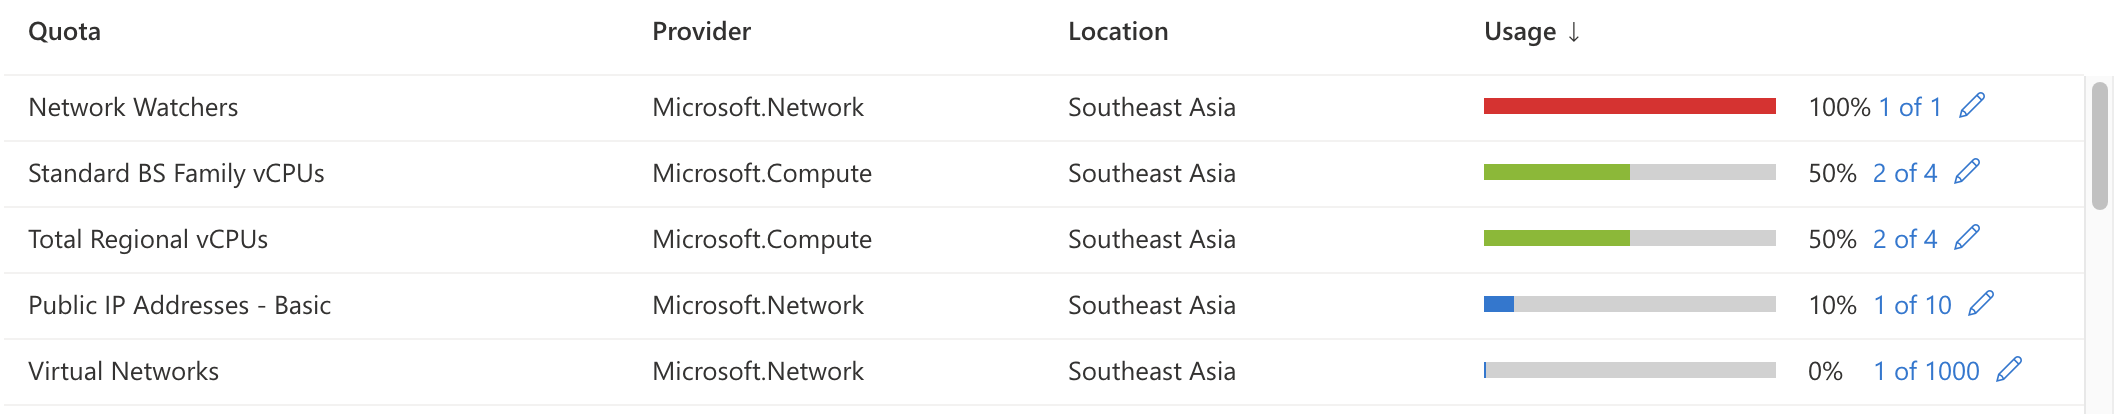 Quota Provider Location Usage ↓
Network Watchers Microsoft.Network Southeast Asia 100% 1 of 1
Standard BS Family vCPUs Microsoft.Compute Southeast Asia 50% 2 of 4
Total Regional vCPUs Microsoft.Compute Southeast Asia 50% 2 of 4
Public IP Addresses - Basic Microsoft.Network Southeast Asia 10% 1 of 10
Virtual Networks Microsoft.Network Southeast Asia 0% 1 of 1000